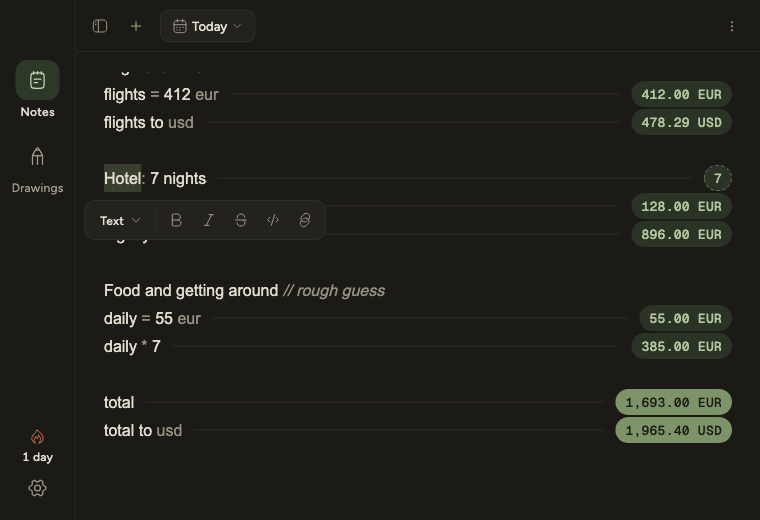 Today
Notes
Drawings
1 day
flights = 412 eur 412.00 EUR
flights to usd 478.29 USD
Hotel: 7 nights 7
Text
128.00 EUR
896.00 EUR
Food and getting around // rough guess
daily = 55 eur 55.00 EUR
daily * 7 385.00 EUR
total 1,693.00 EUR
total to usd 1,965.40 USD